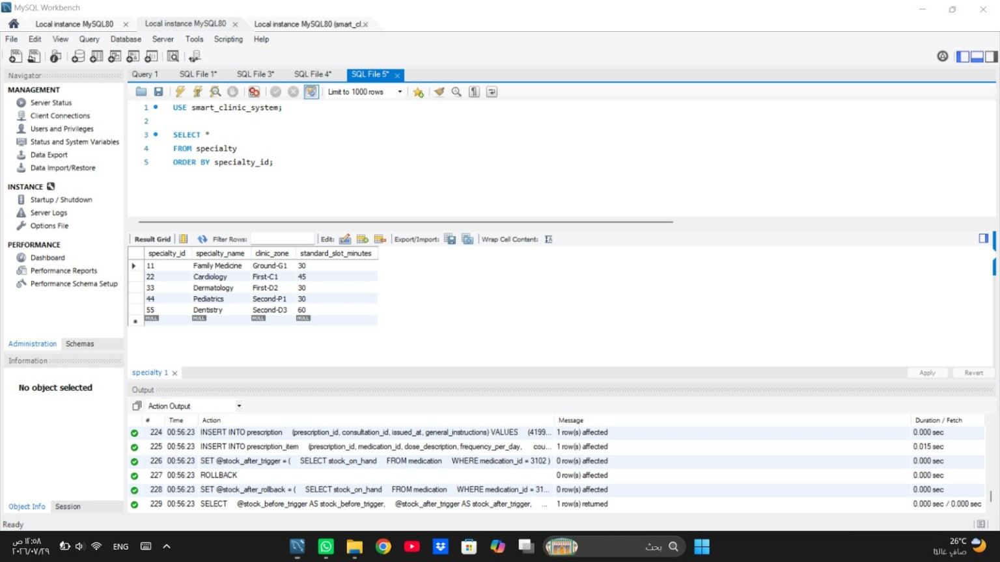 MySQL Workbench
Local instance MySQL80 Local instance MySQL80 Local instance MySQL80 (smart_cl.
File Edit View Query Database Server Tools Scripting Help
Navigator
MANAGEMENT
Server Status
Client Connections
Users and Privileges
Status and System Variables
Data Export
Data Import/Restore
INSTANCE
Startup / Shutdown
Server Logs
Options File
PERFORMANCE
Dashboard
Performance Reports
Performance Schema Setup
Administration Schemas
Information
No object selected
Object Info Session
Query 1 SQL File 1* SQL File 3* SQL File 4* SQL File 5*
Limit to 1000 rows
1 USE smart_clinic_system;
2
3 SELECT *
4 FROM specialty
5 ORDER BY specialty_id;
Result Grid Filter Rows: Edit: Export/Import: Wrap Cell Content:
specialty_id specialty_name clinic_zone standard_slot_minutes
11 Family Medicine Ground-G1 30
22 Cardiology First-C1 45
33 Dermatology First-D2 30
44 Pediatrics Second-P1 30
55 Dentistry Second-D3 60
NULL NULL NULL NULL
specialty 1 Apply Revert
Output
Action Output
# Time Action Message Duration / Fetch
224 00:56:23 INSERT INTO prescription (prescription_id, consultation_id, issued_at, general_instructions) VALUES (4199... 1 row(s) affected 0.000 sec
225 00:56:23 INSERT INTO prescription_item (prescription_id, medication_id, dose_description, frequency_per_day, cou... 1 row(s) affected 0.015 sec
226 00:56:23 SET @stock_after_trigger = ( SELECT stock_on_hand FROM medication WHERE medication_id = 3102 ) 0 row(s) affected 0.000 sec
227 00:56:23 ROLLBACK 0 row(s) affected 0.000 sec
228 00:56:23 SET @stock_after_rollback = ( SELECT stock_on_hand FROM medication WHERE medication_id = 31... 0 row(s) affected 0.000 sec
229 00:56:23 SELECT @stock_before_trigger AS stock_before_trigger, @stock_after_trigger AS stock_after_trigger, ... 1 row(s) returned 0.000 sec / 0.000 sec
Ready
١٢:٥٨ ص
٢٠٢٦/٠٧/٢٩
ENG
بحث
26°C
صافي غالبًا